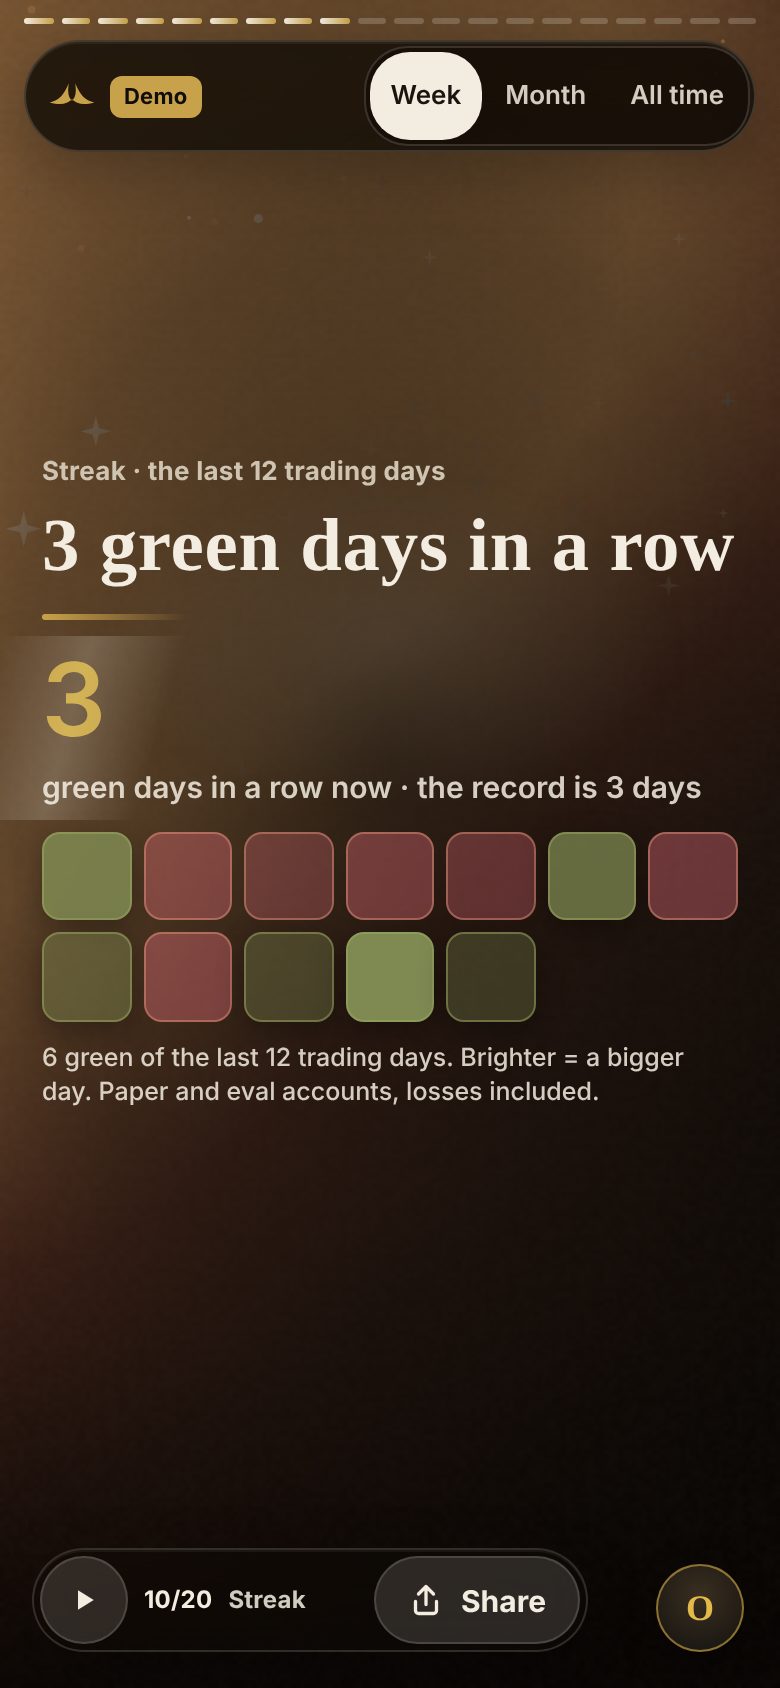 Demo
Week Month All time
Streak · the last 12 trading days
3 green days in a row
3
green days in a row now · the record is 3 days
6 green of the last 12 trading days. Brighter = a bigger
day. Paper and eval accounts, losses included.
10/20 Streak Share
O